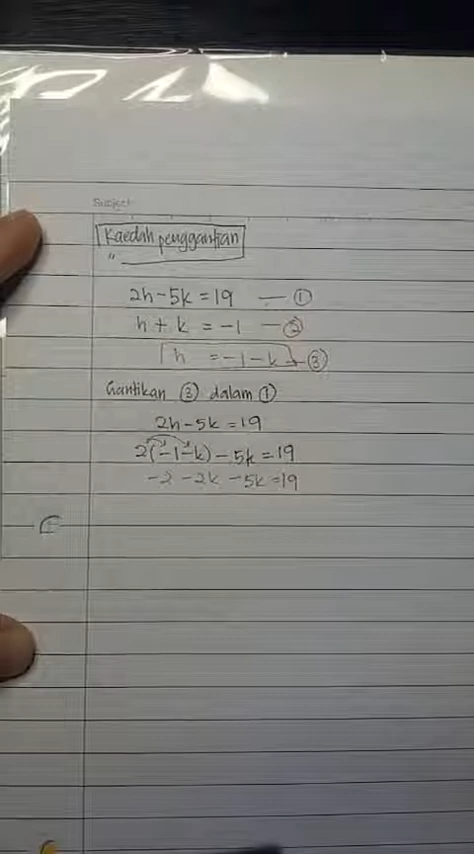 Subject:
Kaedah penggantian
"
2h - 5k = 19 — ①
h + k = -1 — ②
h = -1 - k — ③
Gantikan ③ dalam ①
2h - 5k = 19
2(-1 - k) - 5k = 19
-2 - 2k - 5k = 19